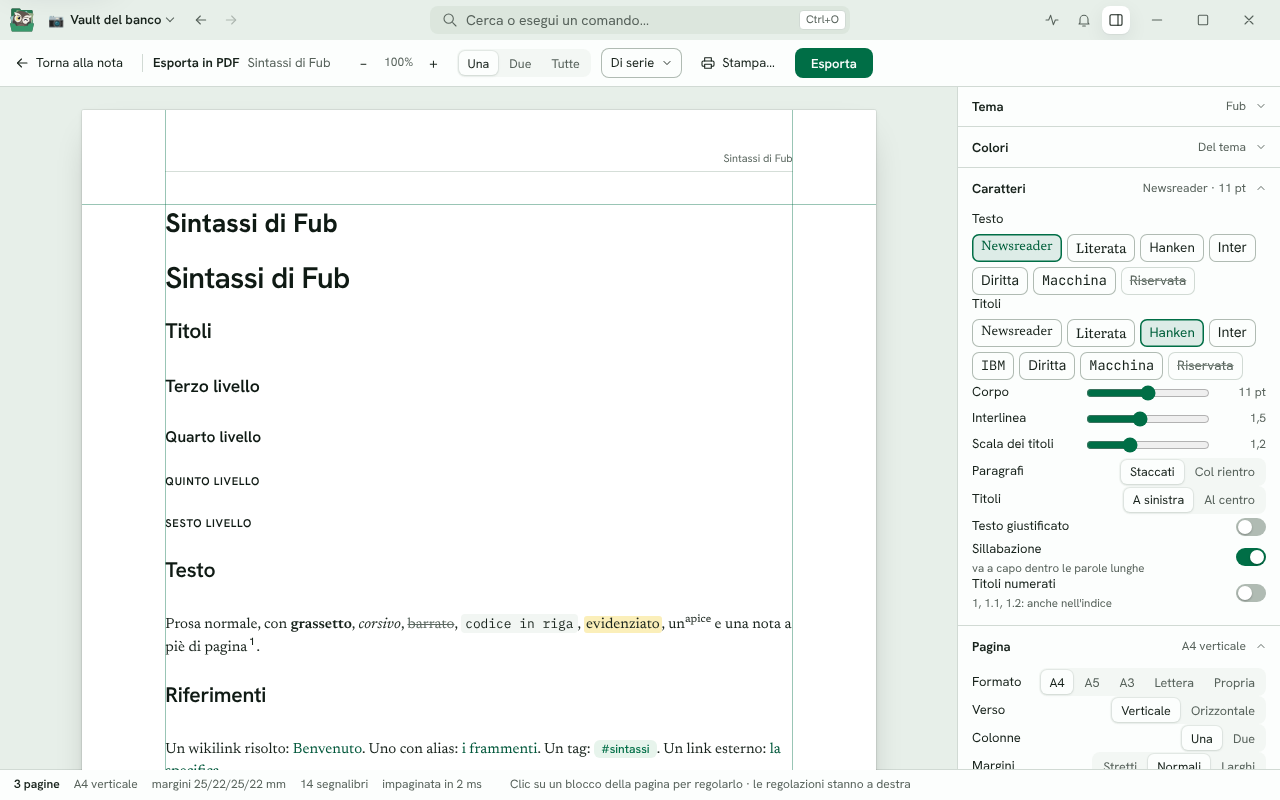 Vault del banco
Cerca o esegui un comando...
Ctrl+O
Torna alla nota
Esporta in PDF Sintassi di Fub
− 100% +
Una Due Tutte
Di serie
Stampa...
Esporta
Sintassi di Fub
Sintassi di Fub
Sintassi di Fub
Titoli
Terzo livello
Quarto livello
QUINTO LIVELLO
SESTO LIVELLO
Testo
Prosa normale, con grassetto, corsivo, barrato, codice in riga, evidenziato, unapice e una nota a
piè di pagina1.
Riferimenti
Un wikilink risolto: Benvenuto. Uno con alias: i frammenti. Un tag: #sintassi. Un link esterno: la
specifica
Tema Fub
Colori Del tema
Caratteri Newsreader · 11 pt
Testo
Newsreader Literata Hanken Inter
Diritta Macchina Riservata
Titoli
Newsreader Literata Hanken Inter
IBM Diritta Macchina Riservata
Corpo 11 pt
Interlinea 1,5
Scala dei titoli 1,2
Paragrafi Staccati Col rientro
Titoli A sinistra Al centro
Testo giustificato
Sillabazione
va a capo dentro le parole lunghe
Titoli numerati
1, 1.1, 1.2: anche nell'indice
Pagina A4 verticale
Formato A4 A5 A3 Lettera Propria
Verso Verticale Orizzontale
Colonne Una Due
Margini Stretti Normali Larghi
3 pagine A4 verticale margini 25/22/25/22 mm 14 segnalibri impaginata in 2 ms Clic su un blocco della pagina per regolarlo · le regolazioni stanno a destra